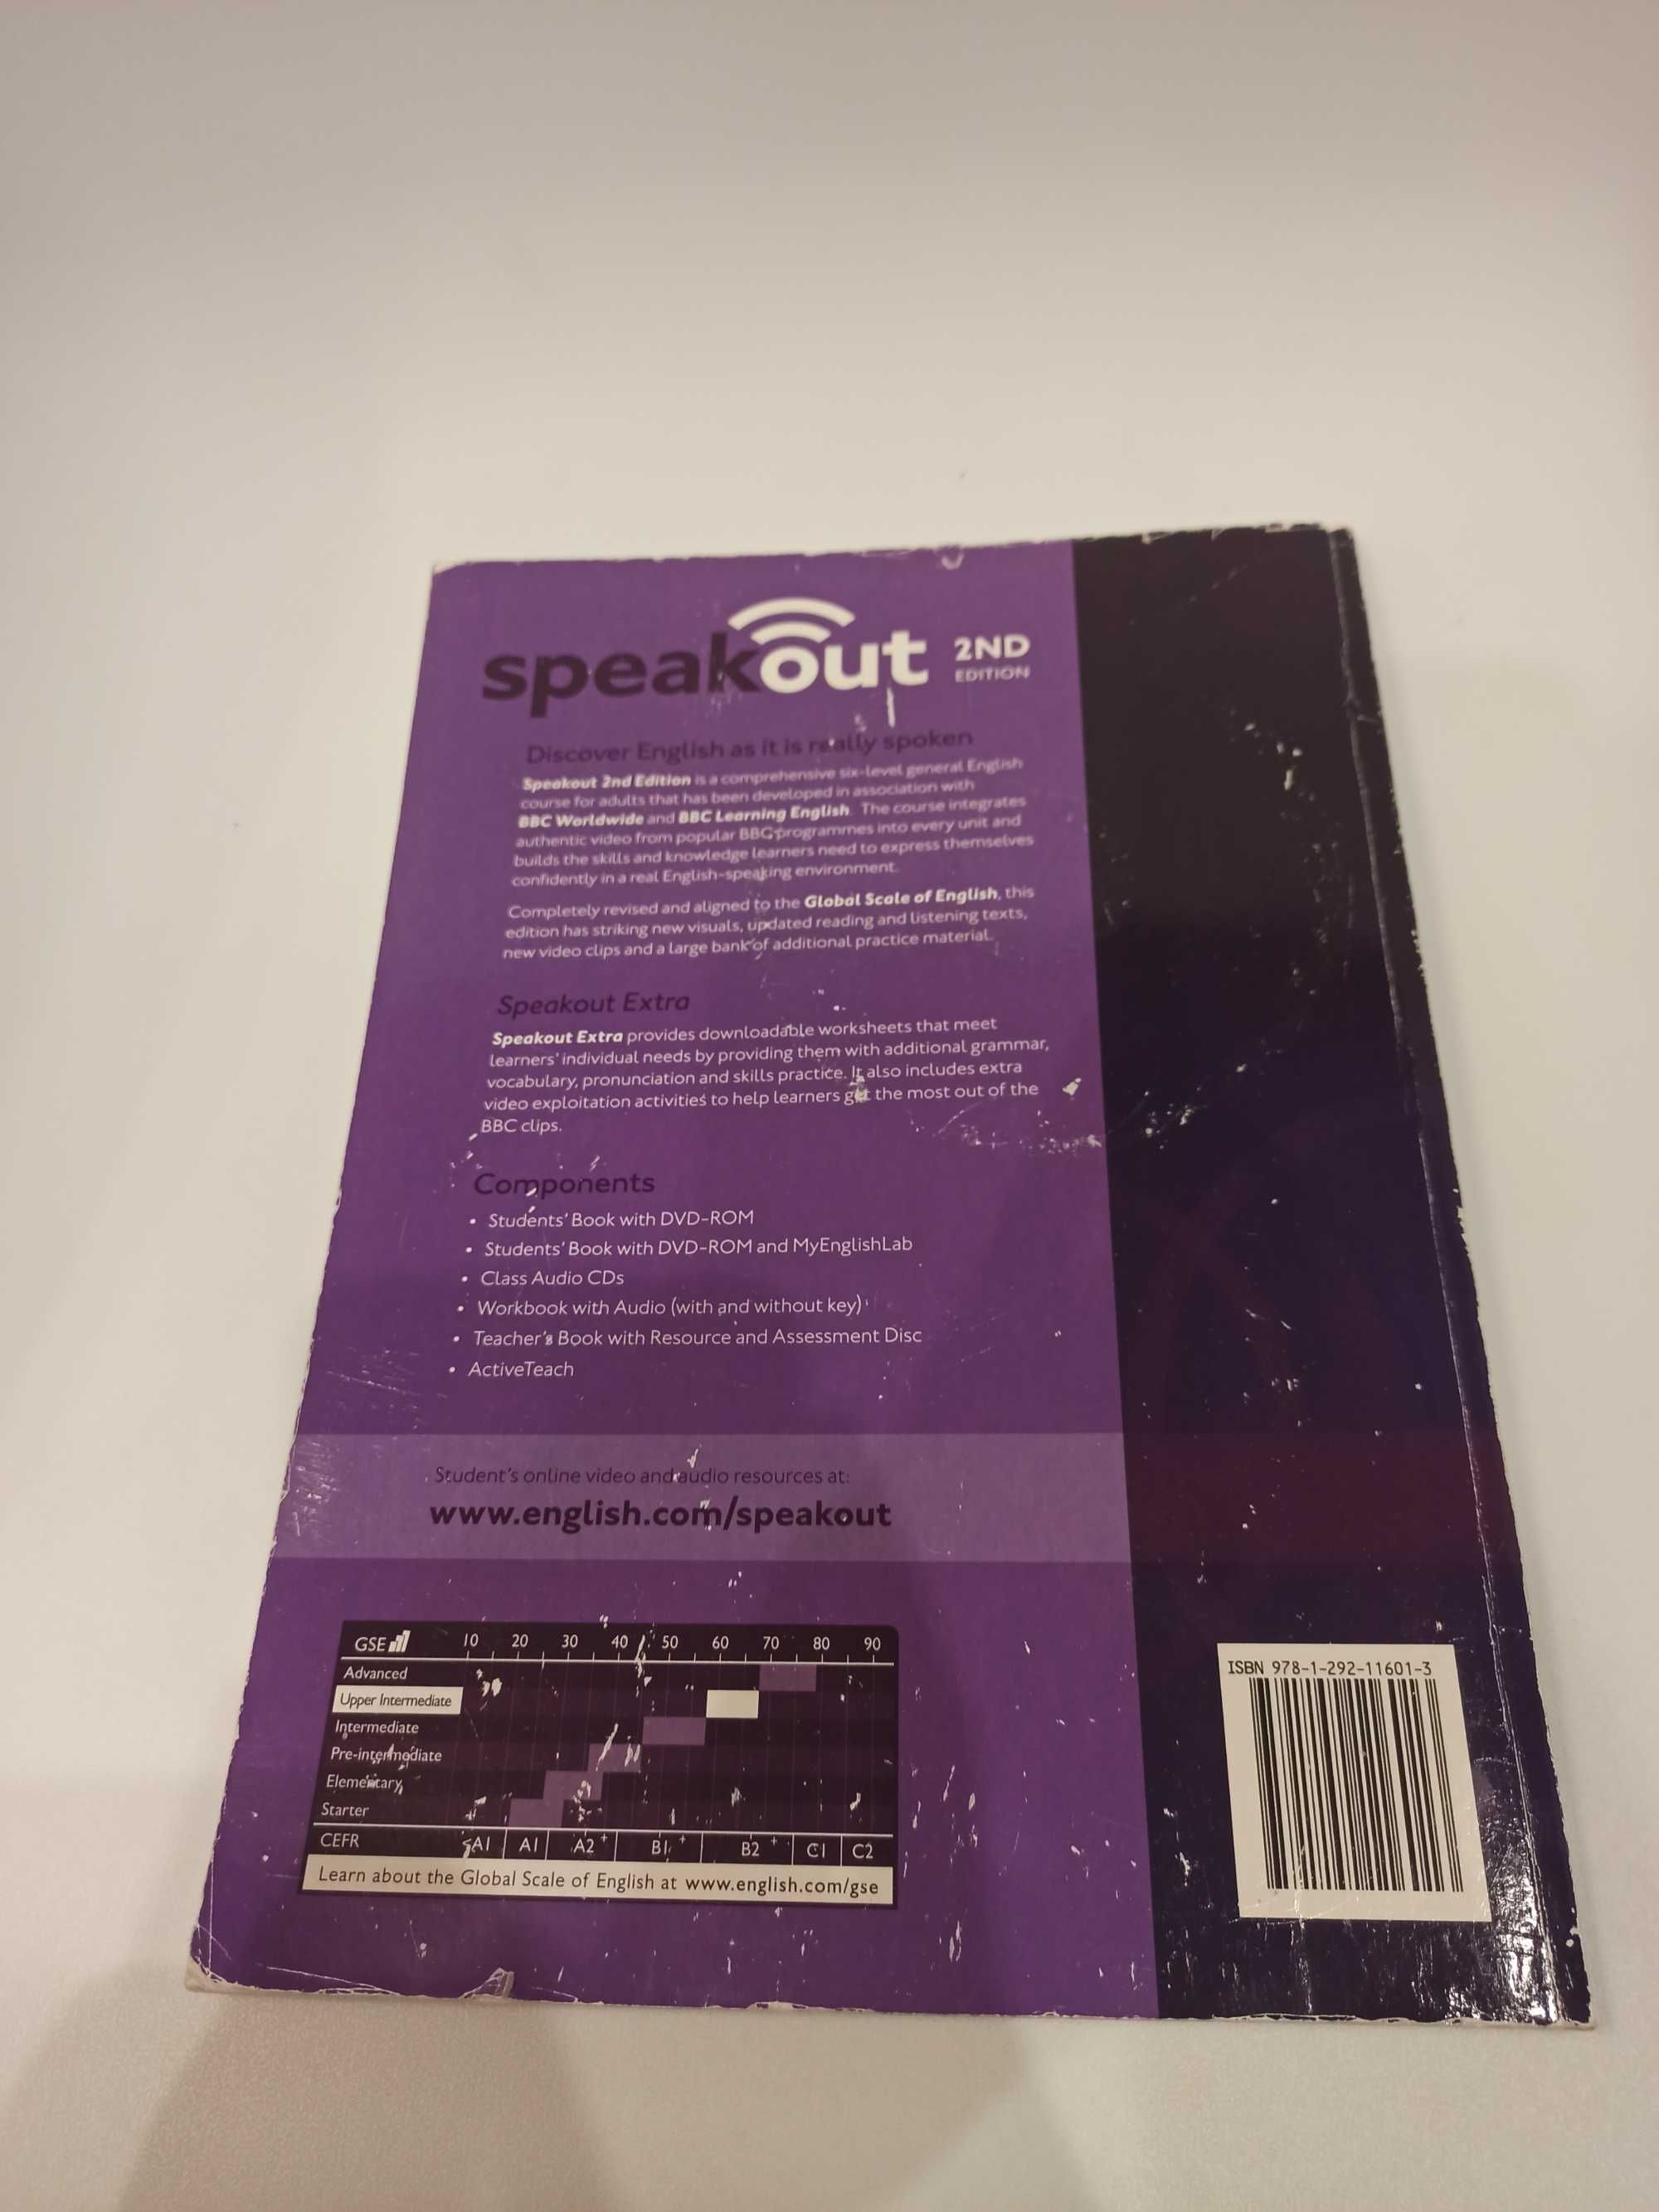 speakout 2ND
EDITION
Discover English as it is really spoken
Speakout 2nd Edition is a comprehensive six-level general English
course for adults that has been developed in association with
BBC Worldwide and BBC Learning English. The course integrates
authentic video from popular BBC programmes into every unit and
builds the skills and knowledge learners need to express themselves
confidently in a real English-speaking environment.
Completely revised and aligned to the Global Scale of English, this
edition has striking new visuals, updated reading and listening texts,
new video clips and a large bank of additional practice material.
Speakout Extra
Speakout Extra provides downloadable worksheets that meet
learners' individual needs by providing them with additional grammar,
vocabulary, pronunciation and skills practice. It also includes extra
video exploitation activities to help learners get the most out of the
BBC clips.
Components
• Students' Book with DVD-ROM
• Students' Book with DVD-ROM and MyEnglishLab
• Class Audio CDs
• Workbook with Audio (with and without key)
• Teacher's Book with Resource and Assessment Disc
• ActiveTeach
Student's online video and audio resources at:
www.english.com/speakout
GSE 10 20 30 40 50 60 70 80 90
Advanced
Upper Intermediate
Intermediate
Pre-intermediate
Elementary
Starter
CEFR <A1 A1 A2 + B1 + B2 + C1 C2
Learn about the Global Scale of English at www.english.com/gse
ISBN 978-1-292-11601-3